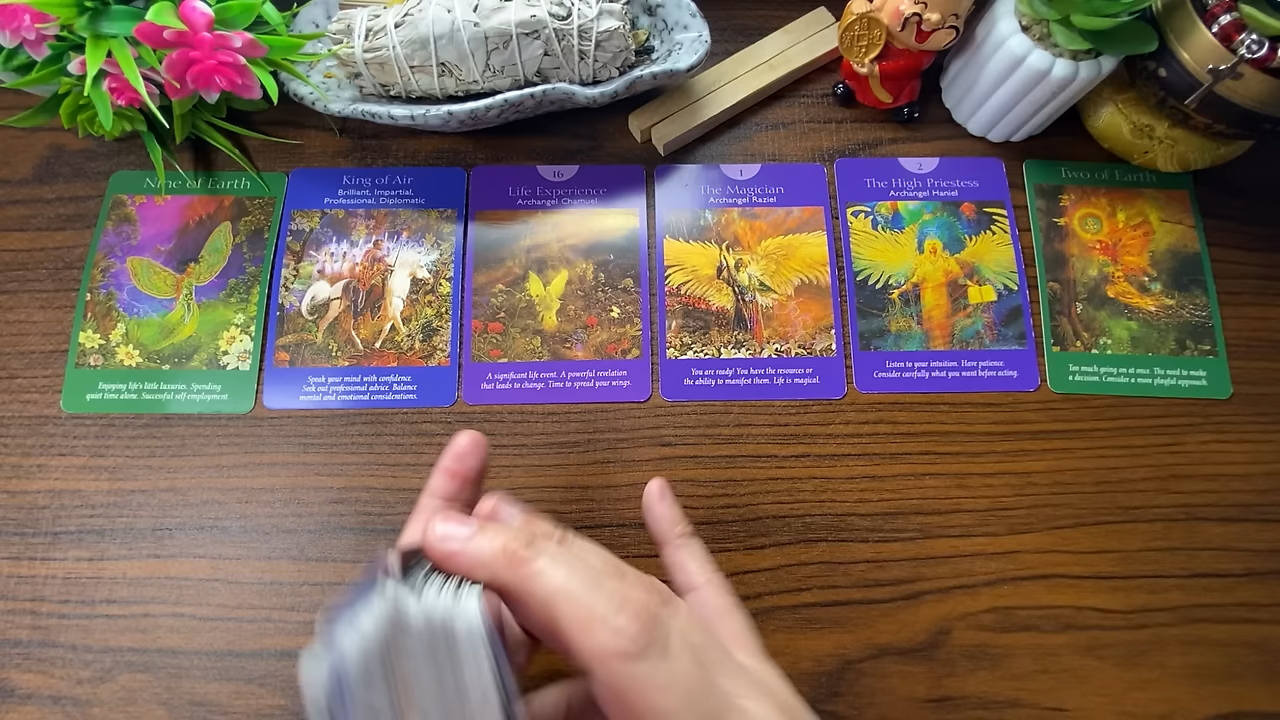 Nine of Earth
Enjoying life's little luxuries. Spending
quiet time alone. Successful self-employment.
King of Air
Brilliant, Impartial,
Professional, Diplomatic
Speak your mind with confidence.
Seek out professional advice. Balance
mental and emotional considerations.
16
Life Experience
Archangel Chamuel
A significant life event. A powerful revelation
that leads to change. Time to spread your wings.
1
The Magician
Archangel Raziel
You are ready! You have the resources or
the ability to manifest them. Life is magical.
2
The High Priestess
Archangel Haniel
Listen to your intuition. Have patience.
Consider carefully what you want before acting.
Two of Earth
Too much going on at once. The need to make
a decision. Consider a more playful approach.